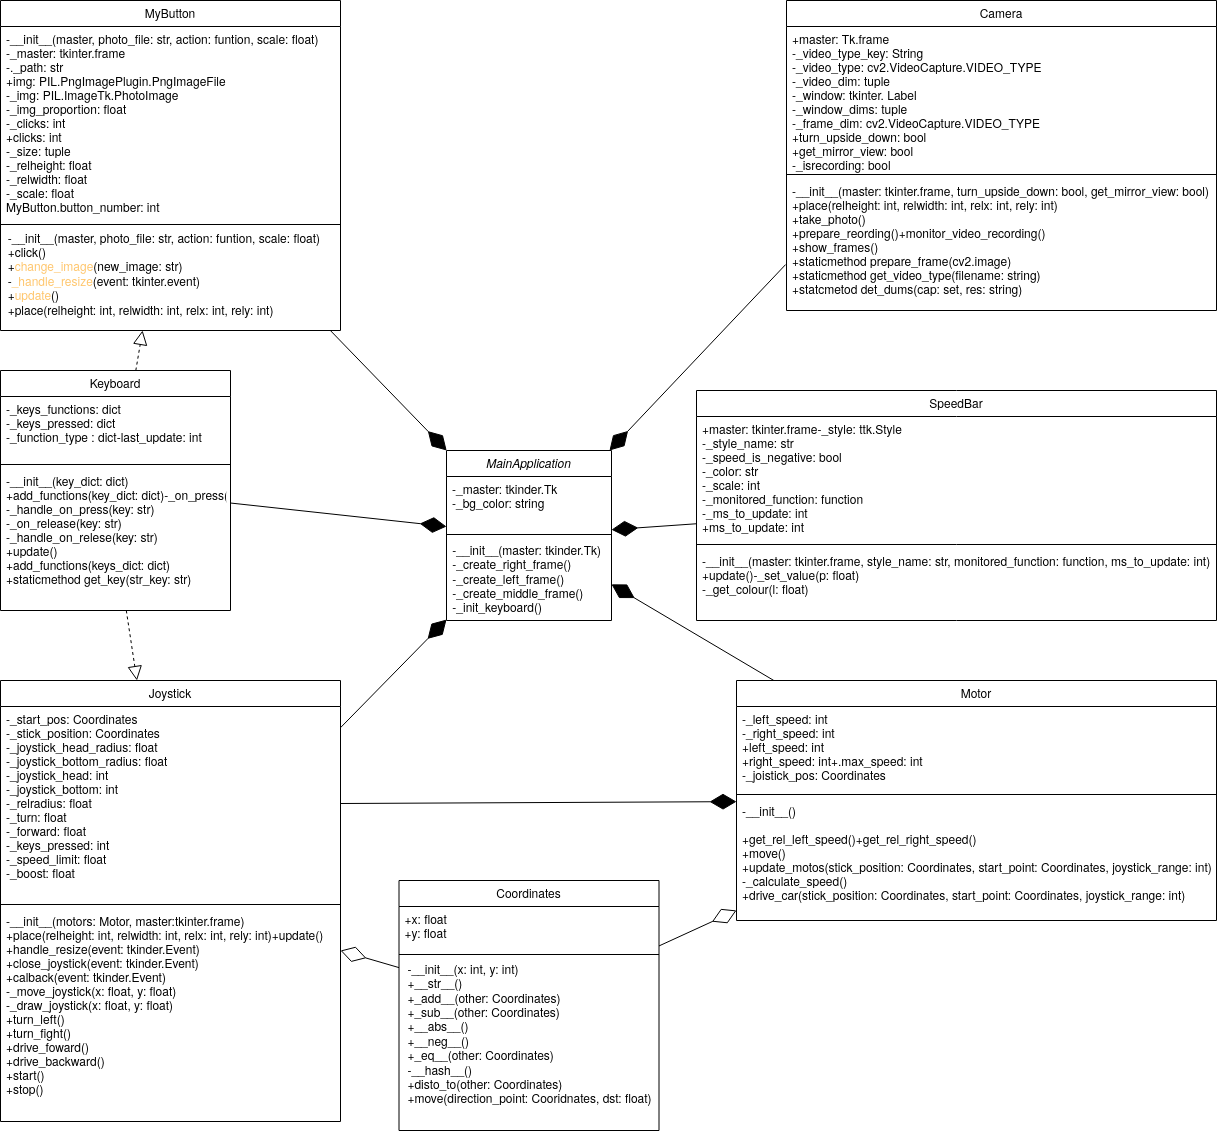 MyButton
-__init__(master, photo_file: str, action: funtion, scale: float)
-_master: tkinter.frame
-._path: str
+img: PIL.PngImagePlugin.PngImageFile
-_img: PIL.ImageTk.PhotoImage
-_img_proportion: float
-_clicks: int
+clicks: int
-_size: tuple
-_relheight: float
-_relwidth: float
-_scale: float
MyButton.button_number: int
-__init__(master, photo_file: str, action: funtion, scale: float)
+click()
+change_image(new_image: str)
-_handle_resize(event: tkinter.event)
+update()
+place(relheight: int, relwidth: int, relx: int, rely: int)
Camera
+master: Tk.frame
-_video_type_key: String
-_video_type: cv2.VideoCapture.VIDEO_TYPE
-_video_dim: tuple
-_window: tkinter. Label
-_window_dims: tuple
-_frame_dim: cv2.VideoCapture.VIDEO_TYPE
+turn_upside_down: bool
+get_mirror_view: bool
-_isrecording: bool
-__init__(master: tkinter.frame, turn_upside_down: bool, get_mirror_view: bool)
+place(relheight: int, relwidth: int, relx: int, rely: int)
+take_photo()
+prepare_reording()+monitor_video_recording()
+show_frames()
+staticmethod prepare_frame(cv2.image)
+staticmethod get_video_type(filename: string)
+statcmetod det_dums(cap: set, res: string)
Keyboard
-_keys_functions: dict
-_keys_pressed: dict
-_function_type : dict-last_update: int
-__init__(key_dict: dict)
+add_functions(key_dict: dict)-_on_press(
-_handle_on_press(key: str)
-_on_release(key: str)
-_handle_on_relese(key: str)
+update()
+add_functions(keys_dict: dict)
+staticmethod get_key(str_key: str)
MainApplication
-_master: tkinder.Tk
-_bg_color: string
-__init__(master: tkinder.Tk)
-_create_right_frame()
-_create_left_frame()
-_create_middle_frame()
-_init_keyboard()
SpeedBar
+master: tkinter.frame-_style: ttk.Style
-_style_name: str
-_speed_is_negative: bool
-_color: str
-_scale: int
-_monitored_function: function
-_ms_to_update: int
+ms_to_update: int
-__init__(master: tkinter.frame, style_name: str, monitored_function: function, ms_to_update: int)
+update()-_set_value(p: float)
-_get_colour(l: float)
Joystick
-_start_pos: Coordinates
-_stick_position: Coordinates
-_joystick_head_radius: float
-_joystick_bottom_radius: float
-_joystick_head: int
-_joystick_bottom: int
-_relradius: float
-_turn: float
-_forward: float
-_keys_pressed: int
-_speed_limit: float
-_boost: float
-__init__(motors: Motor, master:tkinter.frame)
+place(relheight: int, relwidth: int, relx: int, rely: int)+update()
+handle_resize(event: tkinder.Event)
+close_joystick(event: tkinder.Event)
+calback(event: tkinder.Event)
-_move_joystick(x: float, y: float)
-_draw_joystick(x: float, y: float)
+turn_left()
+turn_fight()
+drive_foward()
+drive_backward()
+start()
+stop()
Motor
-_left_speed: int
-_right_speed: int
+left_speed: int
+right_speed: int+.max_speed: int
-_joistick_pos: Coordinates
-__init__()
+get_rel_left_speed()+get_rel_right_speed()
+move()
+update_motos(stick_position: Coordinates, start_point: Coordinates, joystick_range: int)
-_calculate_speed()
+drive_car(stick_position: Coordinates, start_point: Coordinates, joystick_range: int)
Coordinates
+x: float
+y: float
-__init__(x: int, y: int)
+__str__()
+_add__(other: Coordinates)
+_sub__(other: Coordinates)
+__abs__()
+__neg__()
+_eq__(other: Coordinates)
-__hash__()
+disto_to(other: Coordinates)
+move(direction_point: Cooridnates, dst: float)